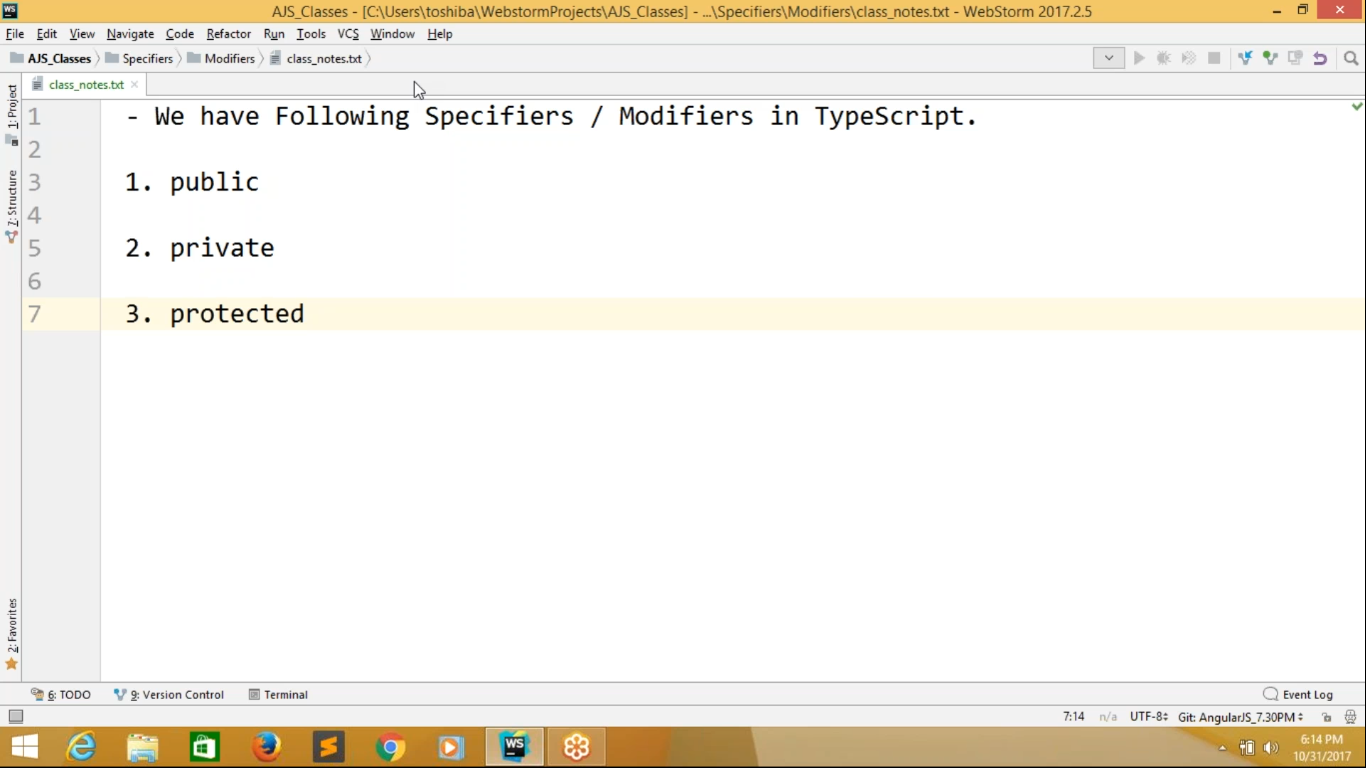 WS AJS_Classes - [C:\Users\toshiba\WebstormProjects\AJS_Classes] - ...\Specifiers\Modifiers\class_notes.txt - WebStorm 2017.2.5
File Edit View Navigate Code Refactor Run Tools VCS Window Help
AJS_Classes Specifiers Modifiers class_notes.txt
class_notes.txt
1: Project
Z: Structure
2: Favorites
1 - We have Following Specifiers / Modifiers in TypeScript.
2
3 1. public
4
5 2. private
6
7 3. protected
6: TODO 9: Version Control Terminal Event Log
7:14 n/a UTF-8 Git: AngularJS_7.30PM
WS
6:14 PM
10/31/2017